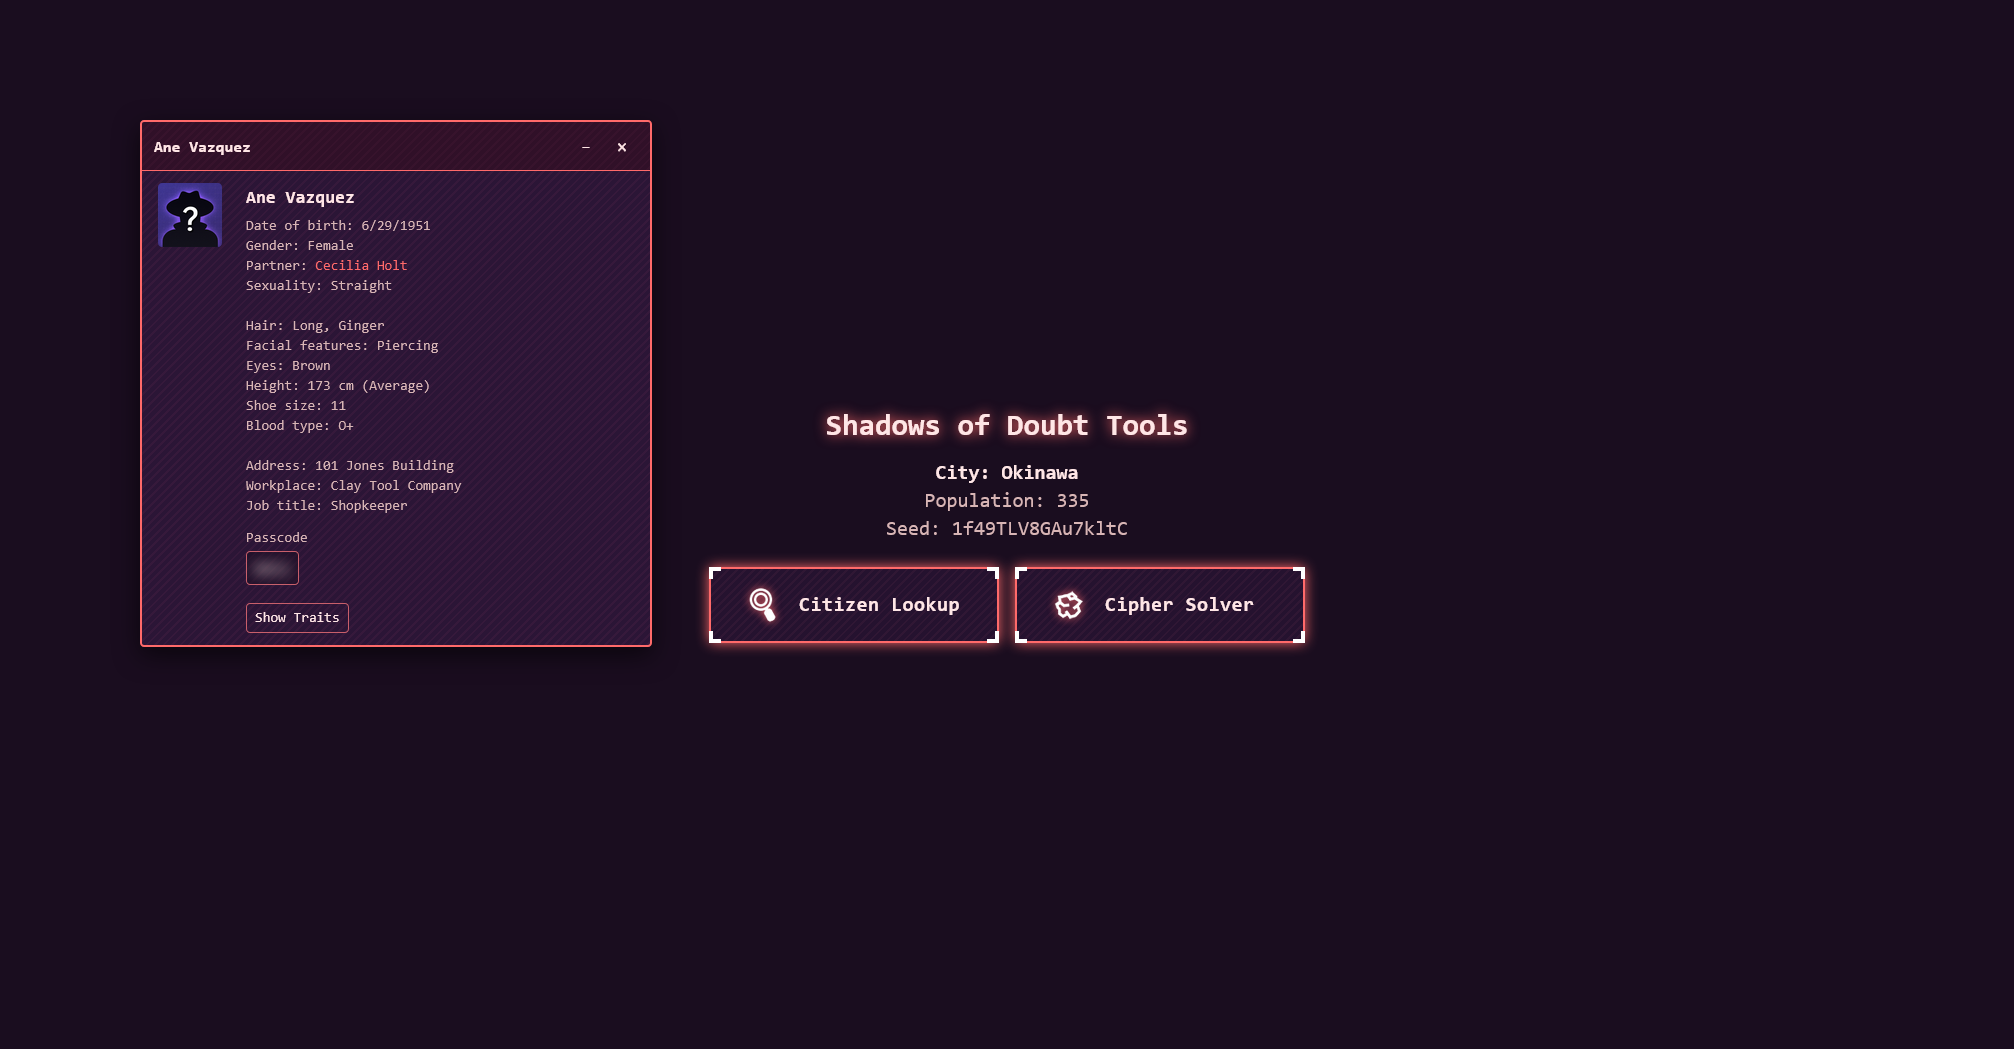 Ane Vazquez
– ×
?
Ane Vazquez
Date of birth: 6/29/1951
Gender: Female
Partner: Cecilia Holt
Sexuality: Straight
Hair: Long, Ginger
Facial features: Piercing
Eyes: Brown
Height: 173 cm (Average)
Shoe size: 11
Blood type: O+
Address: 101 Jones Building
Workplace: Clay Tool Company
Job title: Shopkeeper
Passcode
Show Traits
Shadows of Doubt Tools
City: Okinawa
Population: 335
Seed: 1f49TLV8GAu7kltC
Citizen Lookup
Cipher Solver